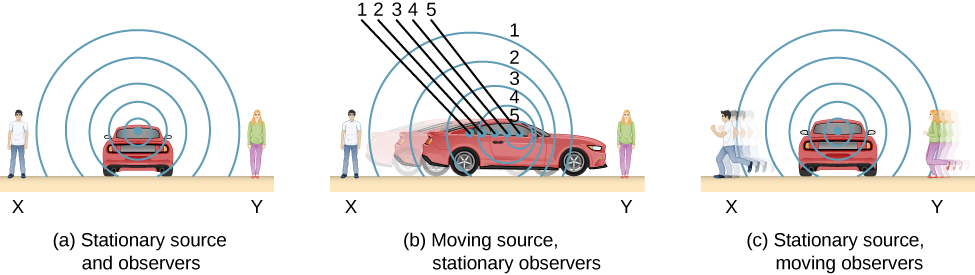 1 2 3 4 5
1
2
3
4
5
X Y X Y X Y
(a) Stationary source
and observers
(b) Moving source,
stationary observers
(c) Stationary source,
moving observers